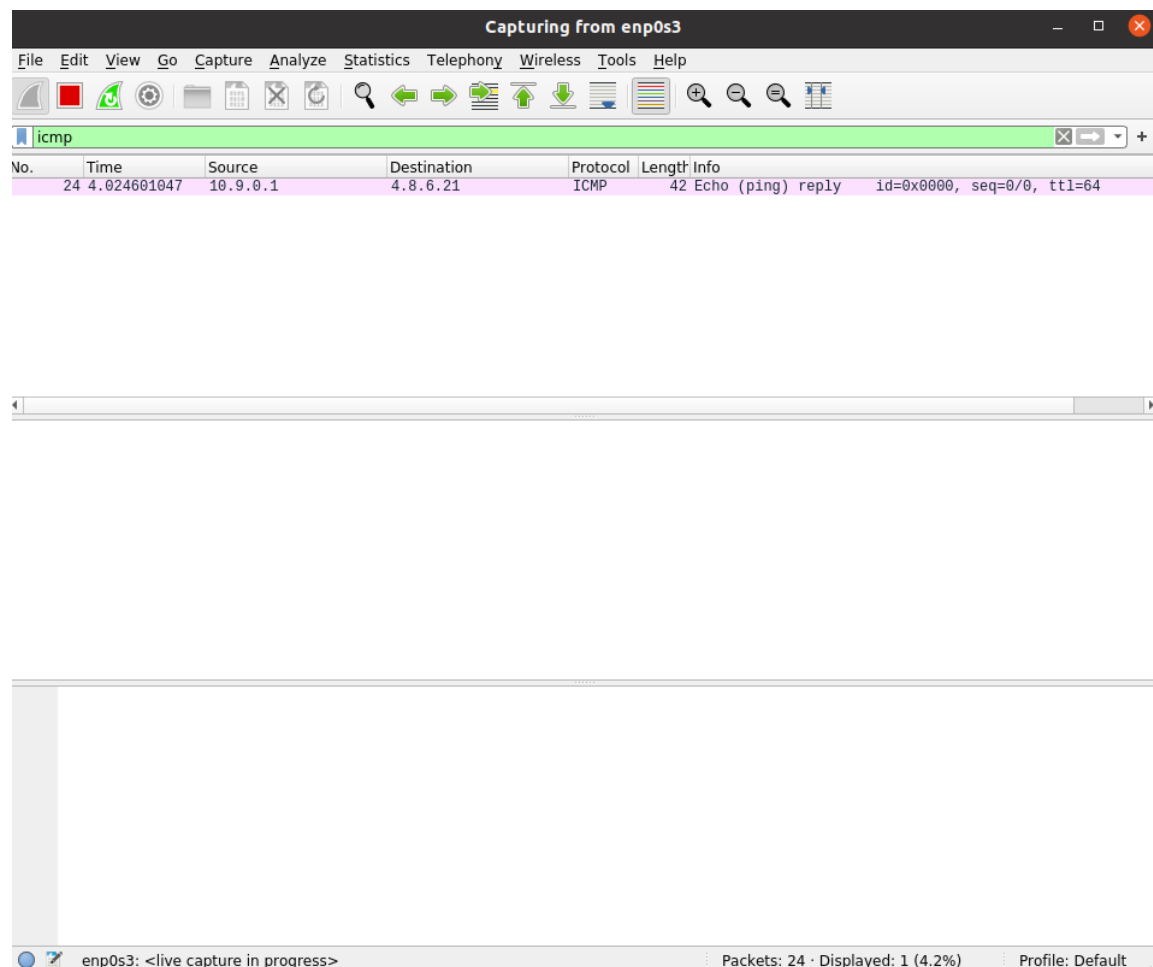 Capturing from enp0s3
File Edit View Go Capture Analyze Statistics Telephony Wireless Tools Help
icmp
No. Time Source Destination Protocol Length Info
24 4.024601047 10.9.0.1 4.8.6.21 ICMP 42 Echo (ping) reply id=0x0000, seq=0/0, ttl=64
enp0s3: <live capture in progress> Packets: 24 · Displayed: 1 (4.2%) Profile: Default